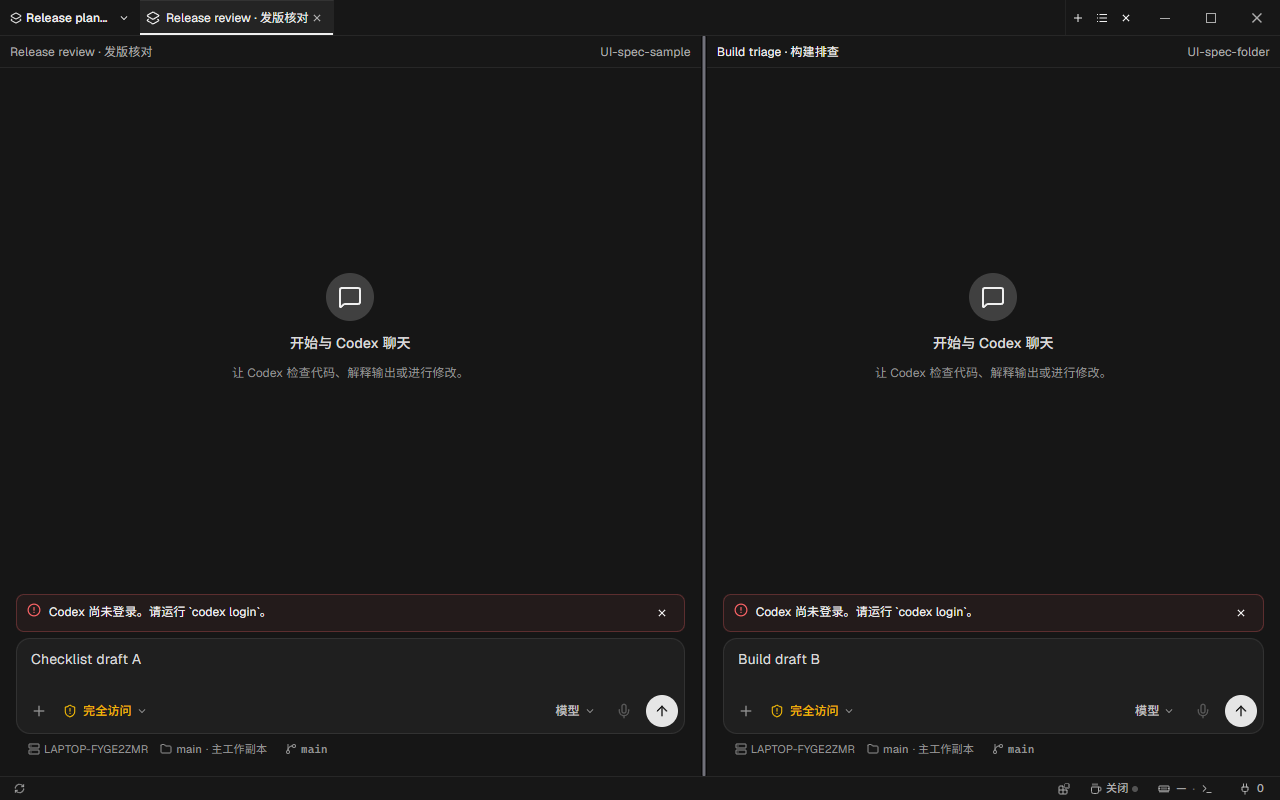 Release plan...
Release review · 发版核对
Release review · 发版核对
UI-spec-sample
Build triage · 构建排查
UI-spec-folder
开始与 Codex 聊天
让 Codex 检查代码、解释输出或进行修改。
开始与 Codex 聊天
让 Codex 检查代码、解释输出或进行修改。
Codex 尚未登录。请运行 `codex login`。
Checklist draft A
完全访问
模型
LAPTOP-FYGE2ZMR
main · 主工作副本
main
Codex 尚未登录。请运行 `codex login`。
Build draft B
完全访问
模型
LAPTOP-FYGE2ZMR
main · 主工作副本
main
关闭
— ·
0